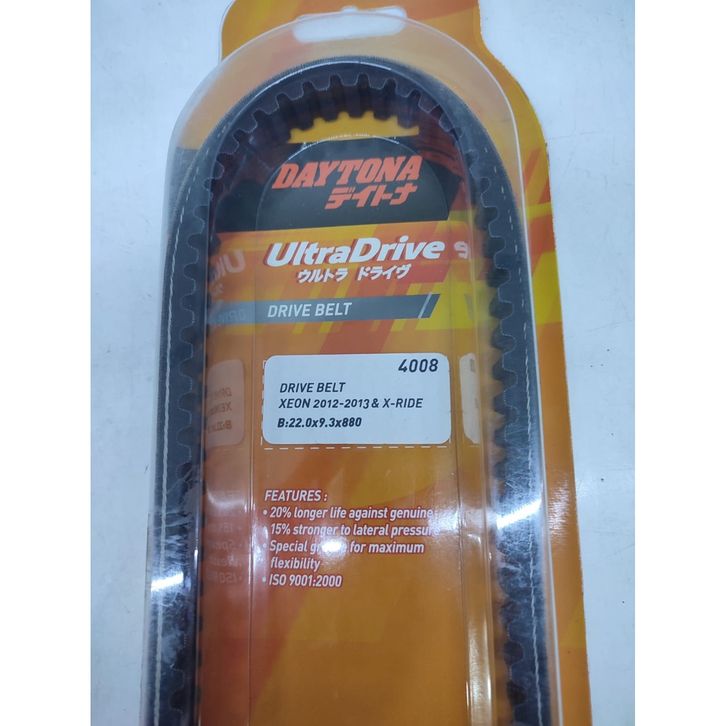 DAYTONA
デイトナ
UltraDrive
ウルトラ ドライヴ
DRIVE BELT
4008
DRIVE BELT
XEON 2012-2013 & X-RIDE
B:22.0x9.3x880
FEATURES :
• 20% longer life against genuine
• 15% stronger to lateral pressure
• Special for maximum
flexibility
• ISO 9001:2000